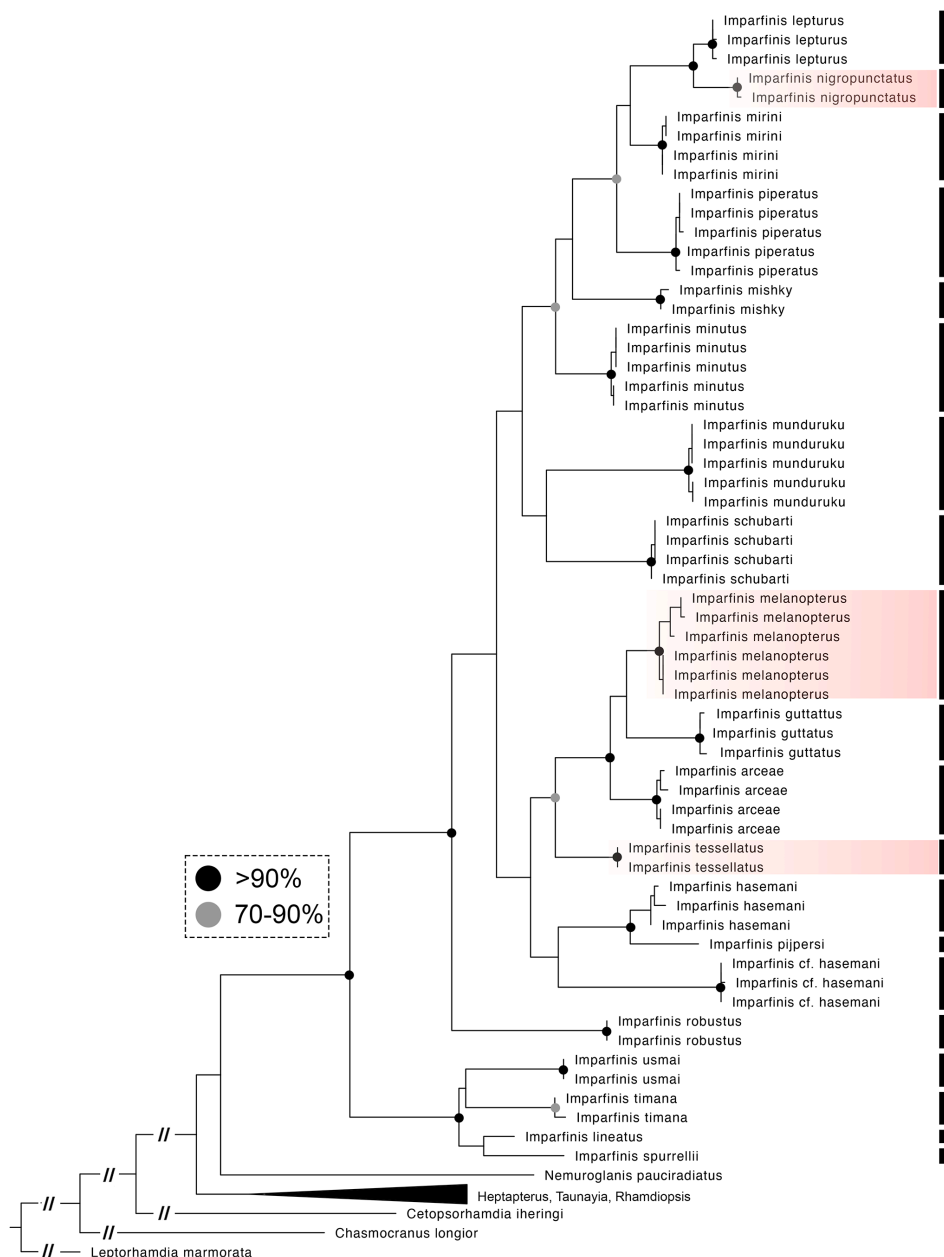 Imparfinis lepturus
Imparfinis lepturus
Imparfinis lepturus
Imparfinis nigropunctatus
Imparfinis nigropunctatus
Imparfinis mirini
Imparfinis mirini
Imparfinis mirini
Imparfinis mirini
Imparfinis piperatus
Imparfinis piperatus
Imparfinis piperatus
Imparfinis piperatus
Imparfinis piperatus
Imparfinis mishky
Imparfinis mishky
Imparfinis minutus
Imparfinis minutus
Imparfinis minutus
Imparfinis minutus
Imparfinis minutus
Imparfinis munduruku
Imparfinis munduruku
Imparfinis munduruku
Imparfinis munduruku
Imparfinis munduruku
Imparfinis schubarti
Imparfinis schubarti
Imparfinis schubarti
Imparfinis schubarti
Imparfinis melanopterus
Imparfinis melanopterus
Imparfinis melanopterus
Imparfinis melanopterus
Imparfinis melanopterus
Imparfinis melanopterus
Imparfinis guttattus
Imparfinis guttatus
Imparfinis guttatus
Imparfinis arceae
Imparfinis arceae
Imparfinis arceae
Imparfinis arceae
Imparfinis tessellatus
Imparfinis tessellatus
>90%
70-90%
Imparfinis hasemani
Imparfinis hasemani
Imparfinis hasemani
Imparfinis pijpersi
Imparfinis cf. hasemani
Imparfinis cf. hasemani
Imparfinis cf. hasemani
Imparfinis robustus
Imparfinis robustus
Imparfinis usmai
Imparfinis usmai
Imparfinis timana
Imparfinis timana
Imparfinis lineatus
Imparfinis spurrellii
Nemuroglanis pauciradiatus
Heptapterus, Taunayia, Rhamdiopsis
Cetopsorhamdia iheringi
Chasmocranus longior
Leptorhamdia marmorata